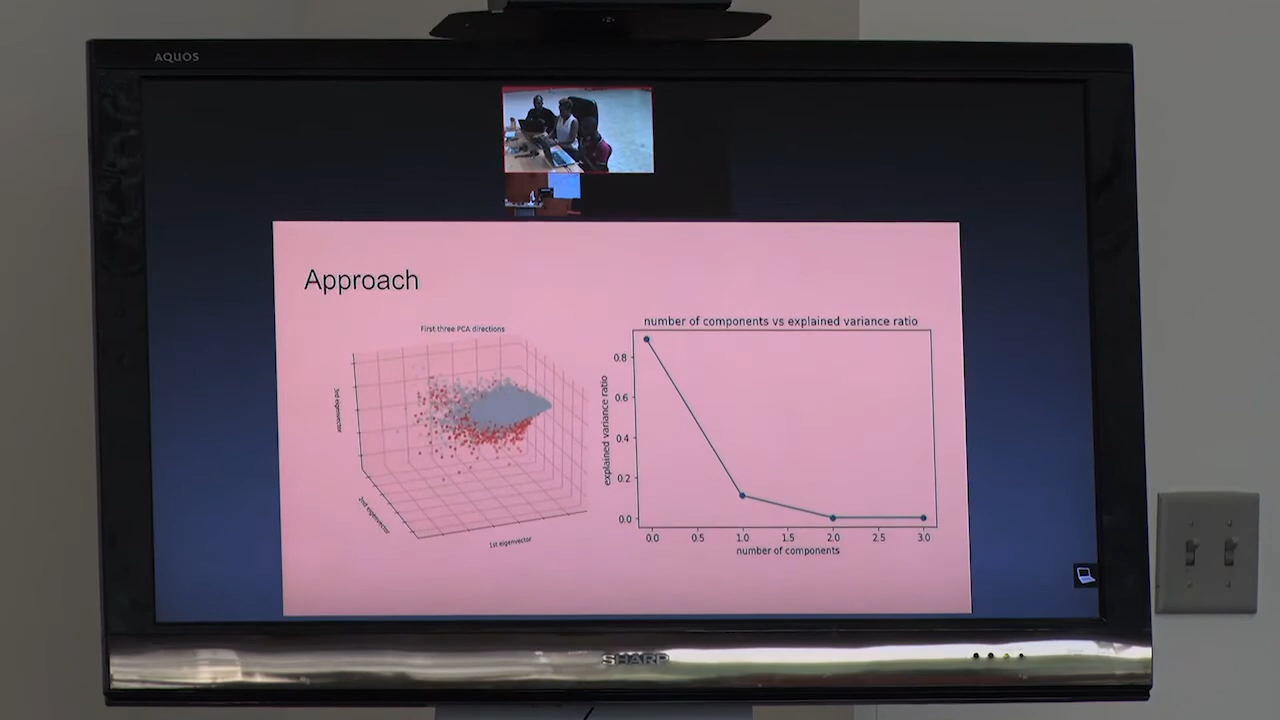 AQUOS
Approach
First three PCA directions
3rd eigenvector
2nd eigenvector
1st eigenvector
number of components vs explained variance ratio
explained variance ratio
0.8
0.6
0.4
0.2
0.0
0.0 0.5 1.0 1.5 2.0 2.5 3.0
number of components
SHARP